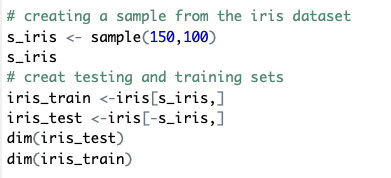 # creating a sample from the iris dataset
s_iris <- sample(150,100)
s_iris
# creat testing and training sets
iris_train <-iris[s_iris,]
iris_test <-iris[-s_iris,]
dim(iris_test)
dim(iris_train)